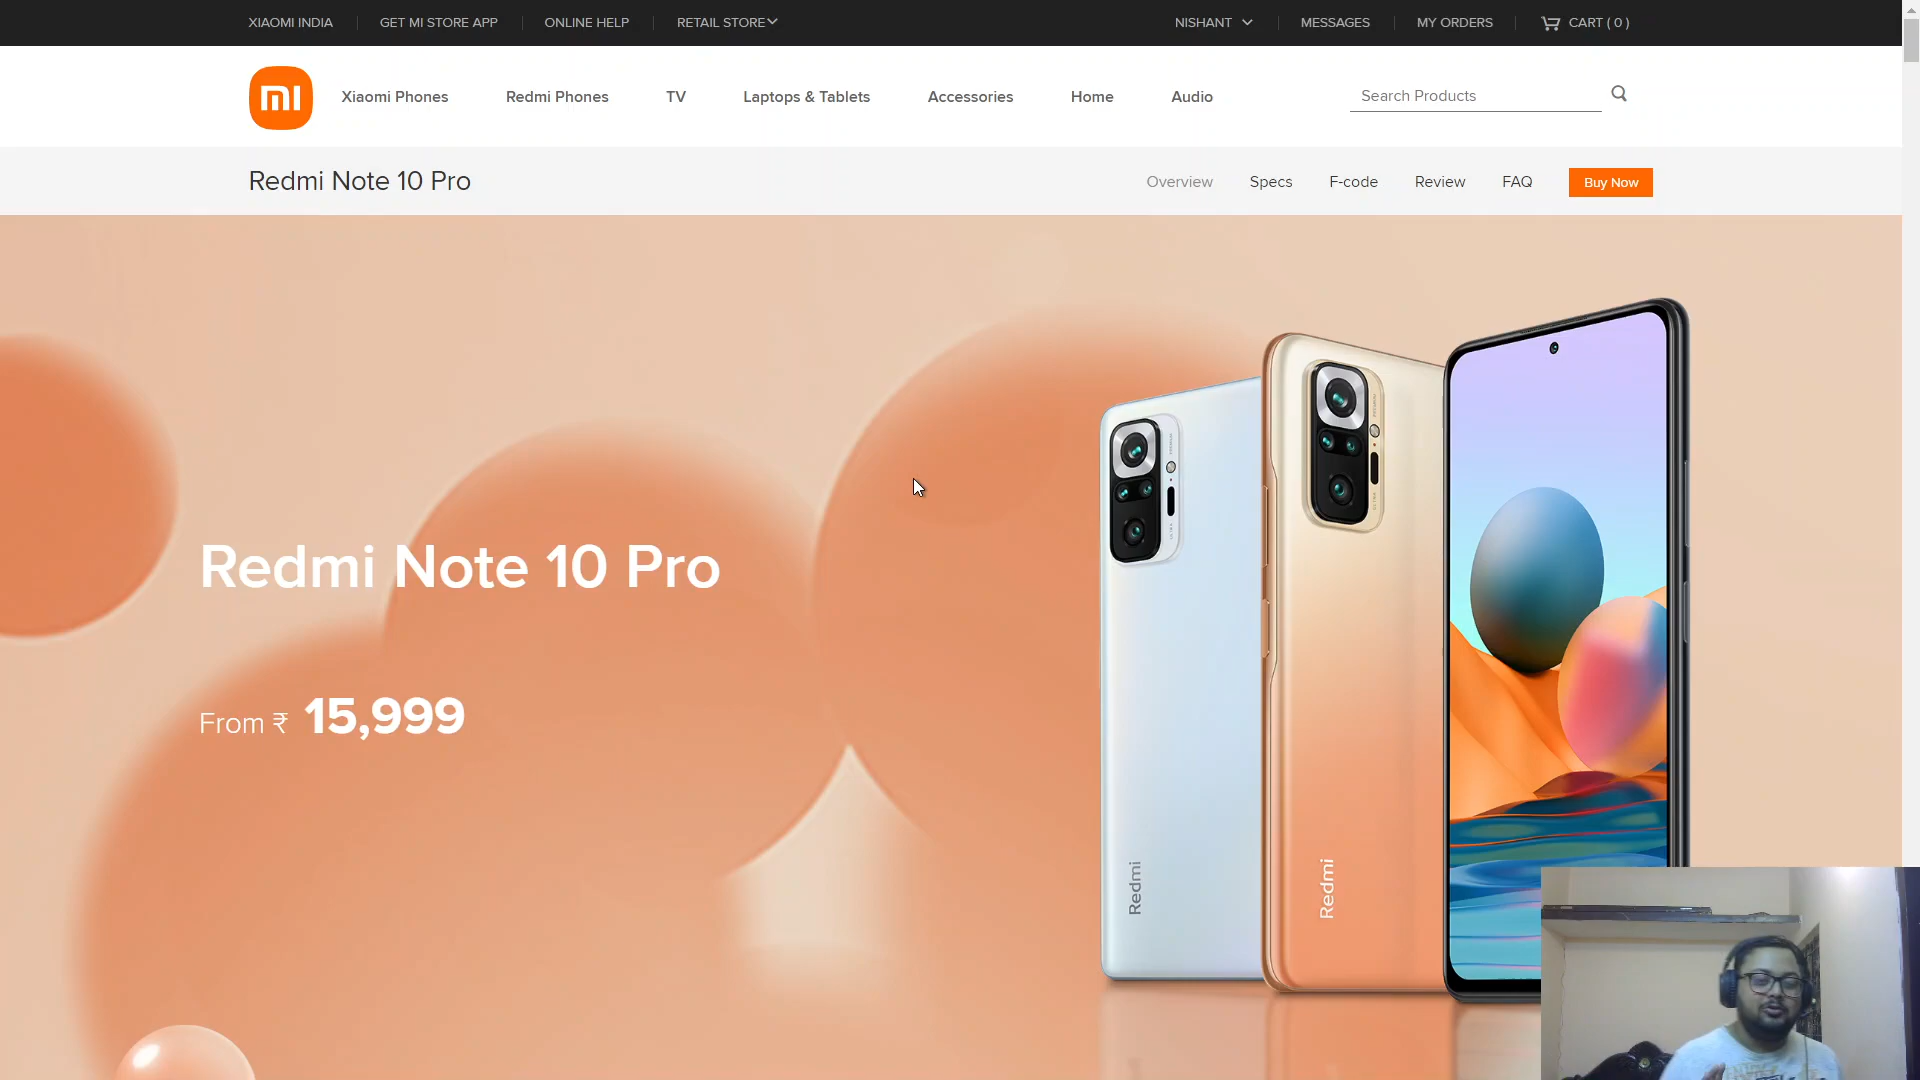 XIAOMI INDIA
GET MI STORE APP
ONLINE HELP
RETAIL STORE
NISHANT
MESSAGES
MY ORDERS
CART ( 0 )
mi
Xiaomi Phones
Redmi Phones
TV
Laptops & Tablets
Accessories
Home
Audio
Search Products
Redmi Note 10 Pro
Overview
Specs
F-code
Review
FAQ
Buy Now
Redmi Note 10 Pro
From ₹ 15,999
Redmi
Redmi